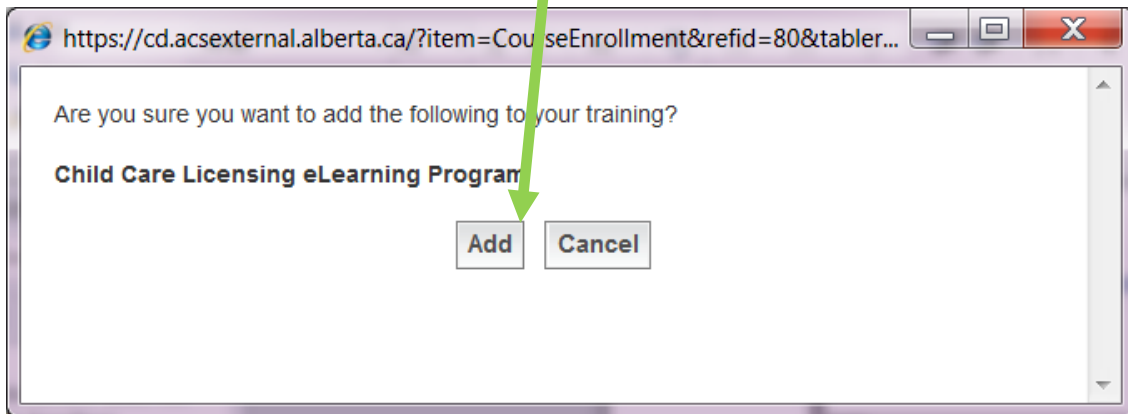 https://cd.acsexternal.alberta.ca/?item=CourseEnrollment&refid=80&tabler...
Are you sure you want to add the following to your training?
Child Care Licensing eLearning Program
Add Cancel